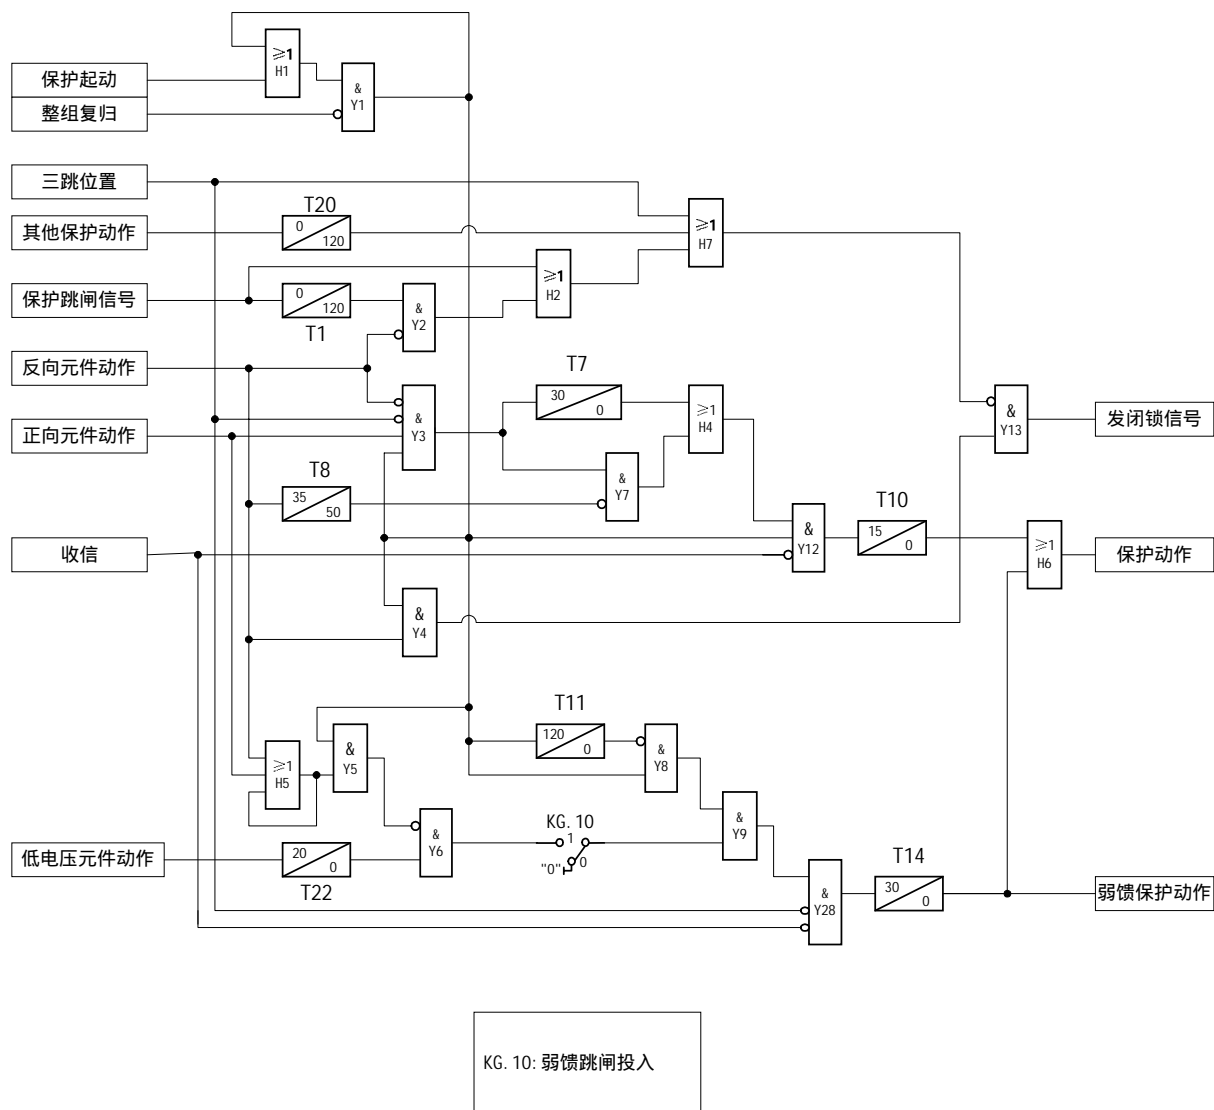 ≥1
H1
保护起动
&
Y1
整组复归
三跳位置
T20
其他保护动作
0
120
≥1
H7
≥1
H2
保护跳闸信号
0
120
T1
&
Y2
反向元件动作
T7
30
0
≥1
H4
&
Y3
正向元件动作
&
Y13
发闭锁信号
T8
35
50
&
Y7
T10
15
0
收信
&
Y12
≥1
H6
保护动作
&
Y4
T11
120
0
&
Y5
&
Y8
≥1
H5
&
Y6
KG.10
1
0
"0"
&
Y9
低电压元件动作
20
0
T22
T14
30
0
&
Y28
弱馈保护动作
KG.10:弱馈跳闸投入